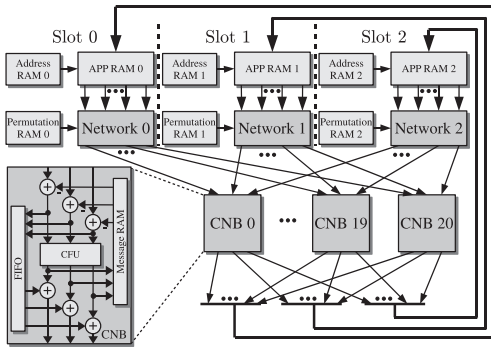 Slot 0
Slot 1
Slot 2
Address RAM 0
APP RAM 0
Address RAM 1
APP RAM 1
Address RAM 2
APP RAM 2
Permutation RAM 0
Network 0
Permutation RAM 1
Network 1
Permutation RAM 2
Network 2
CNB 0
CNB 19
CNB 20
FIFO
CFU
Message RAM
CNB